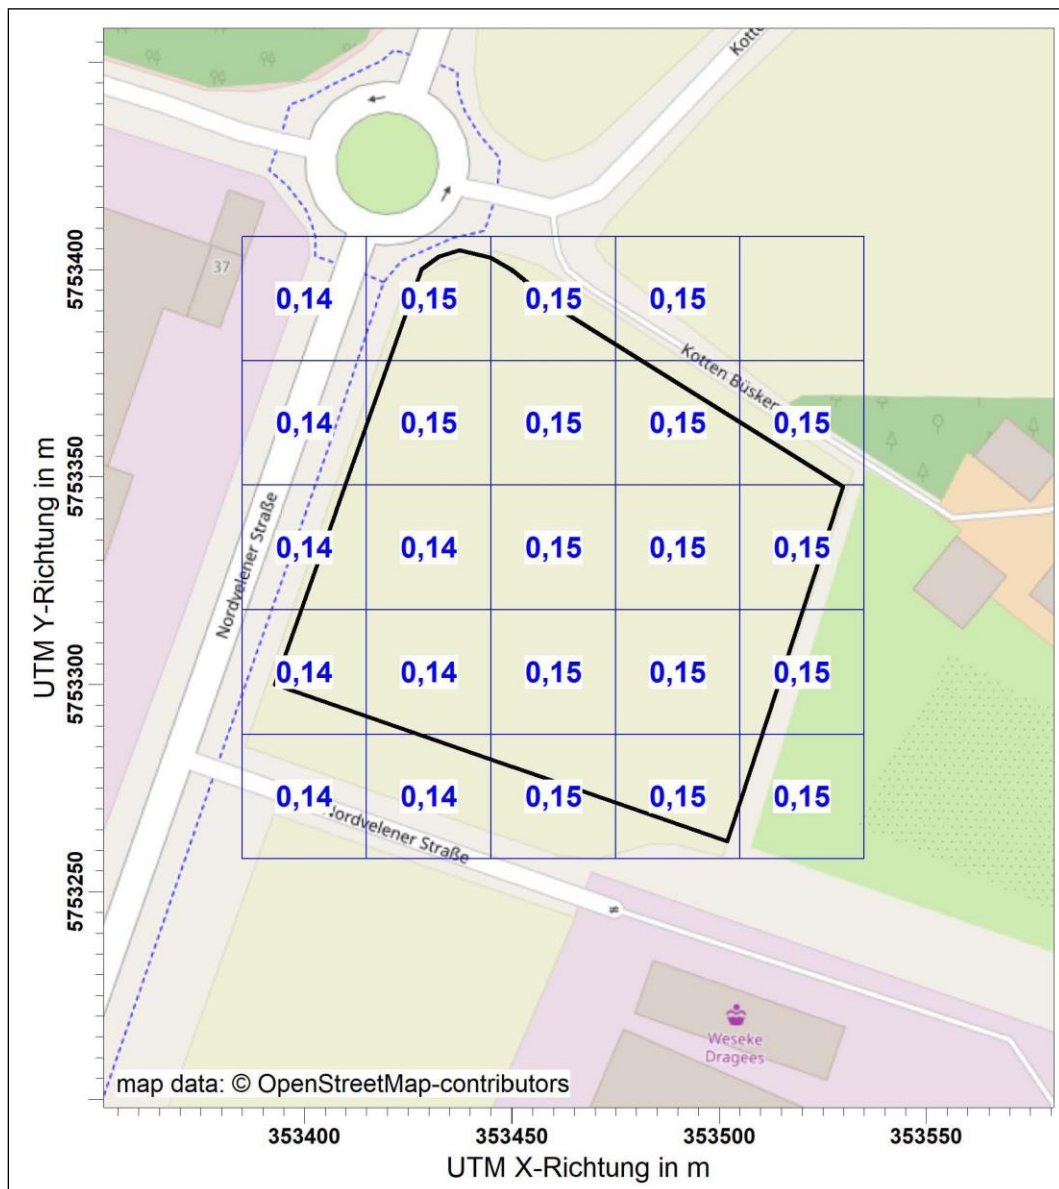 Kotte
37
0,14 0,15 0,15 0,15
Kotten Büsker
0,14 0,15 0,15 0,15 0,15
Nordvelener Straße
0,14 0,14 0,15 0,15 0,15
0,14 0,14 0,15 0,15 0,15
0,14 0,14 0,15 0,15 0,15
Nordvelener Straße
Weseke
Dragees
map data: © OpenStreetMap-contributors
UTM Y-Richtung in m
5753400
5753350
5753300
5753250
353400 353450 353500 353550
UTM X-Richtung in m